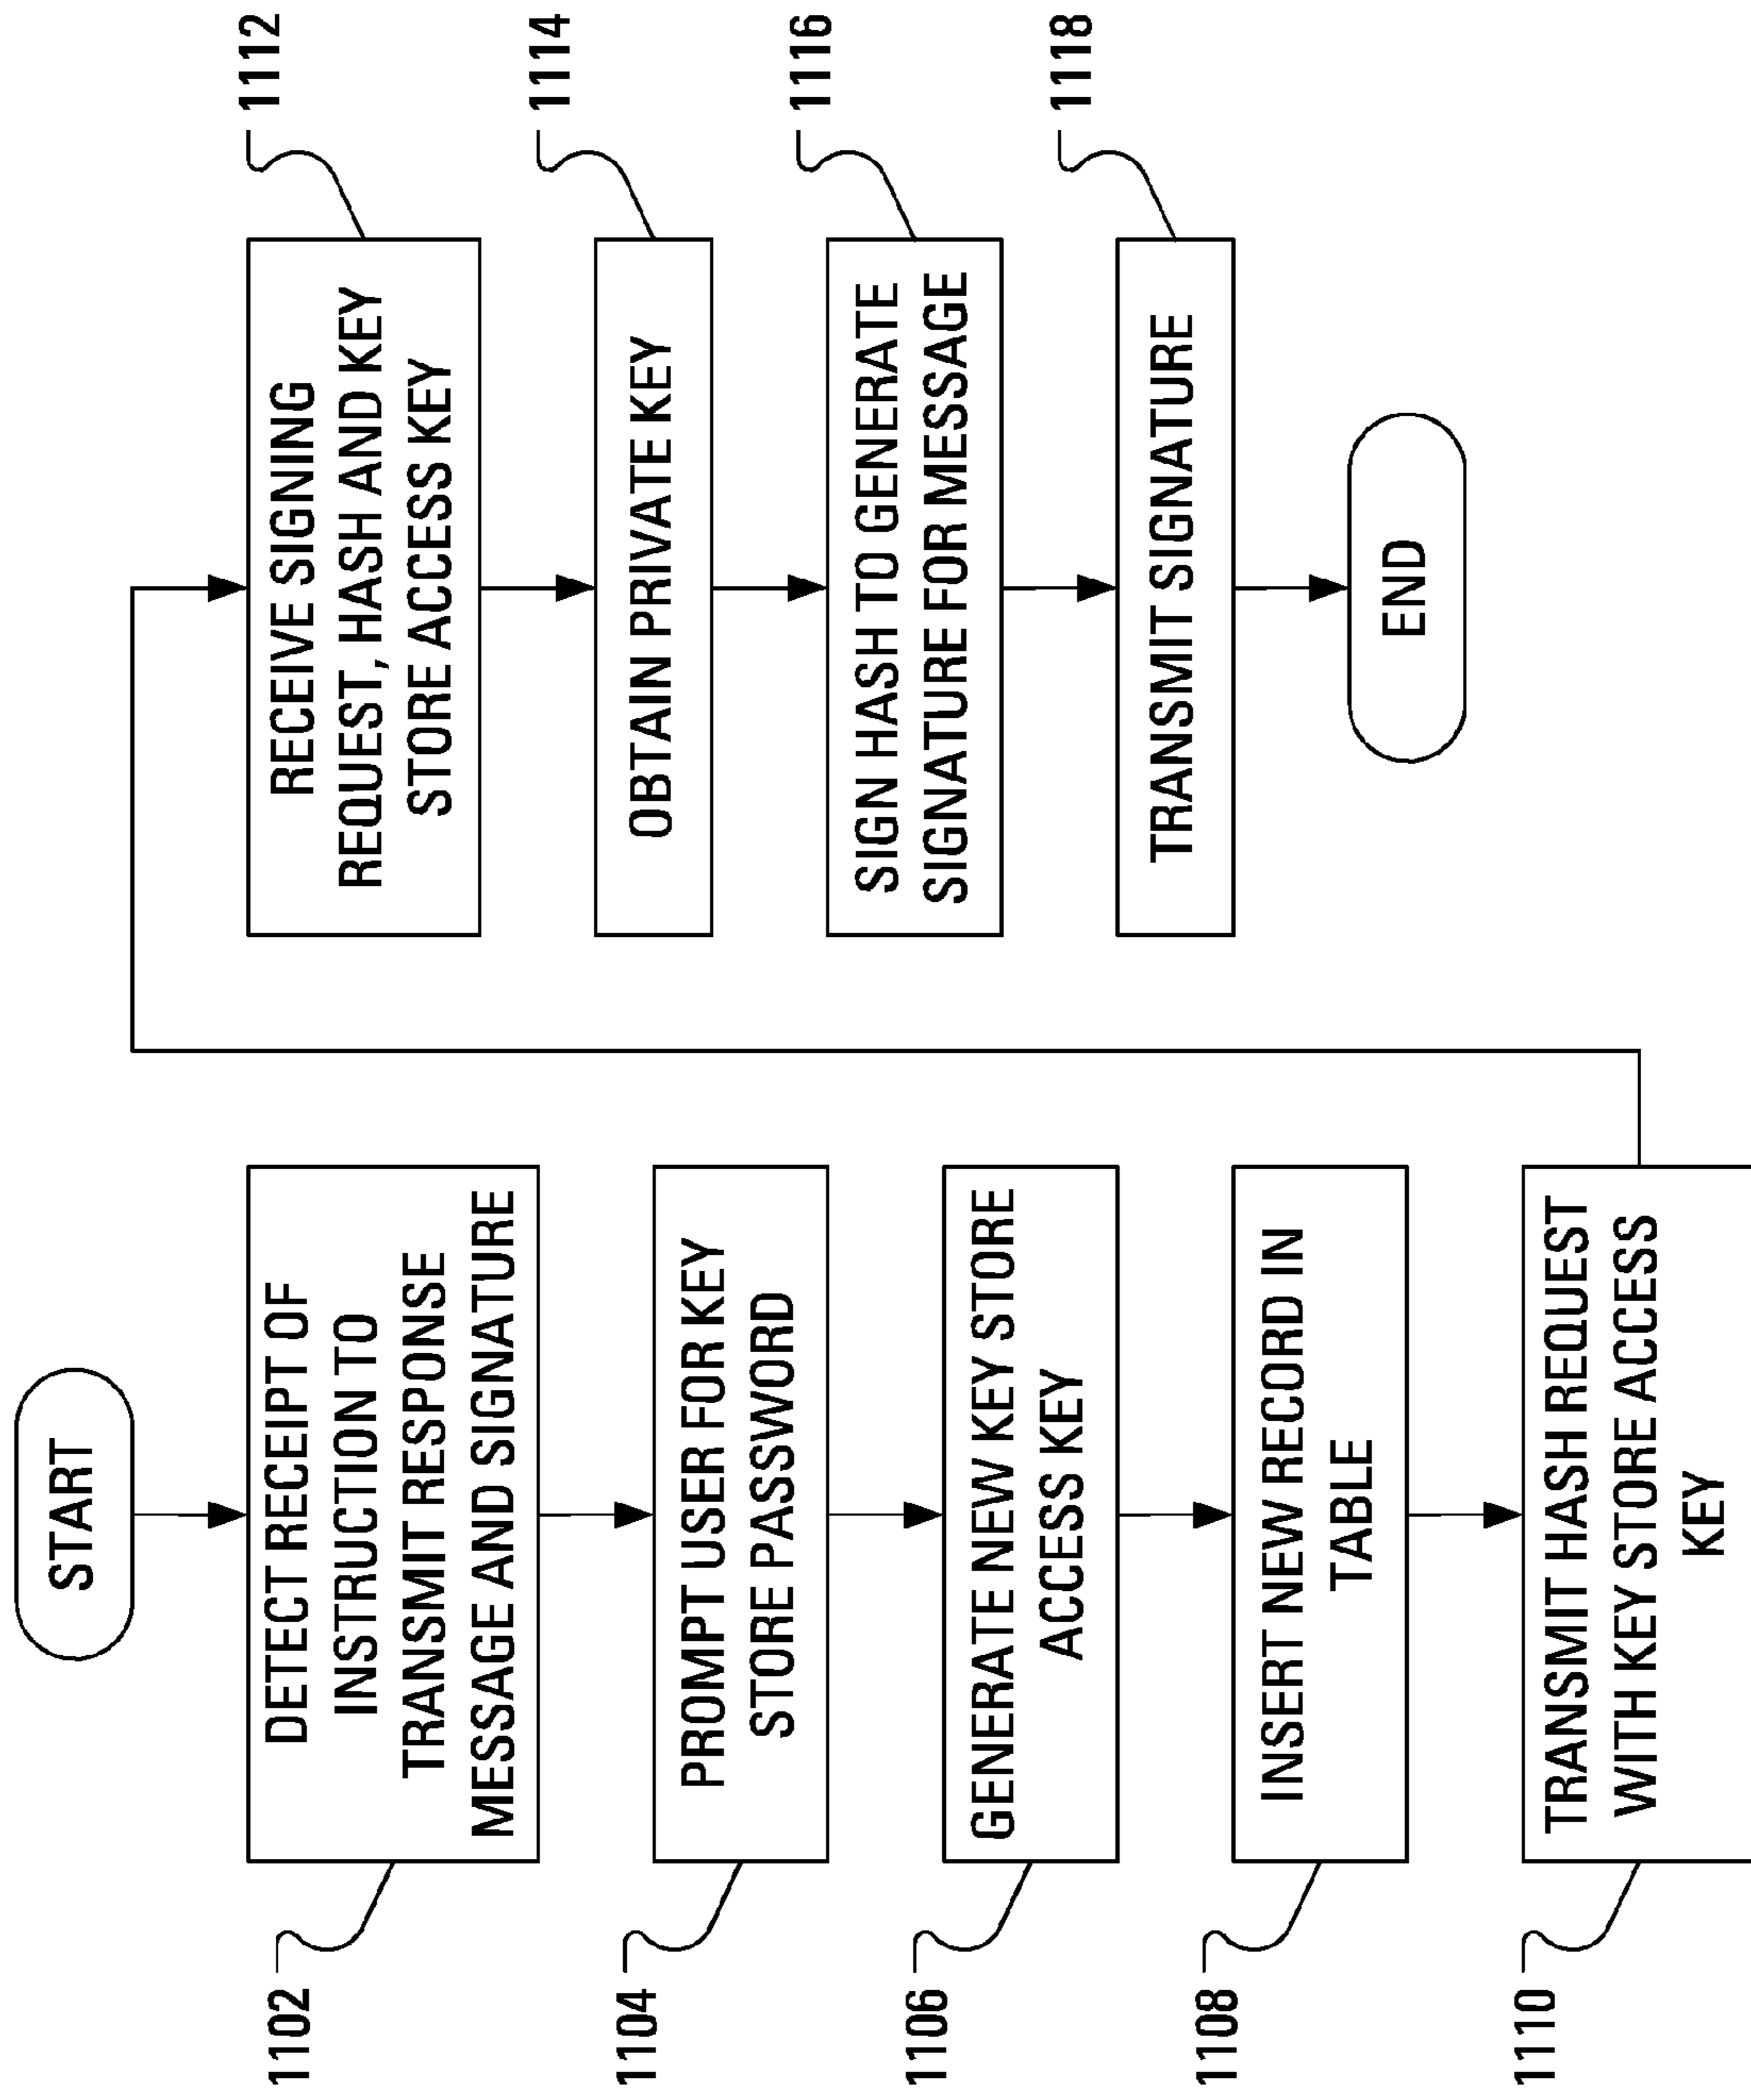 START
DETECT RECEIPT OF
INSTRUCTION TO
TRANSMIT RESPONSE
MESSAGE AND SIGNATURE
1102
PROMPT USER FOR KEY
STORE PASSWORD
1104
GENERATE NEW KEY STORE
ACCESS KEY
1106
INSERT NEW RECORD IN
TABLE
1108
TRANSMIT HASH REQUEST
WITH KEY STORE ACCESS
KEY
1110
RECEIVE SIGNING
REQUEST, HASH AND KEY
STORE ACCESS KEY
1112
OBTAIN PRIVATE KEY
1114
SIGN HASH TO GENERATE
SIGNATURE FOR MESSAGE
1116
TRANSMIT SIGNATURE
1118
END